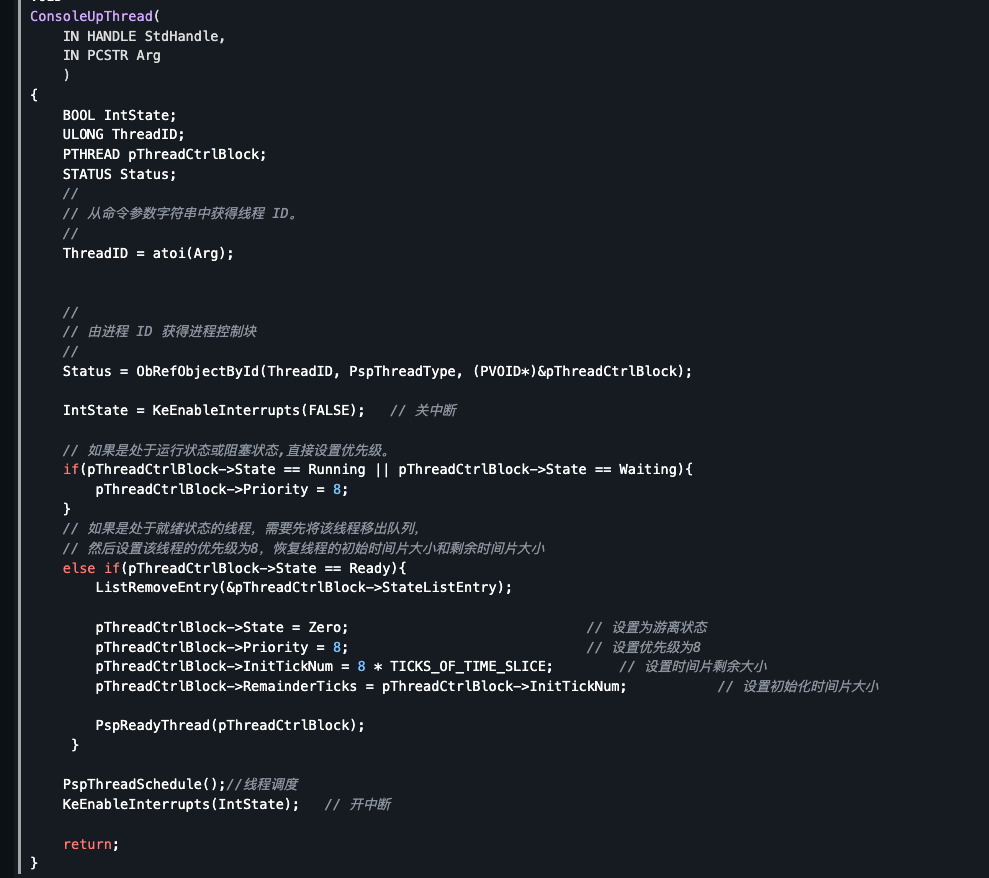 ConsoleUpThread(
    IN HANDLE StdHandle,
    IN PCSTR Arg
    )
{
    BOOL IntState;
    ULONG ThreadID;
    PTHREAD pThreadCtrlBlock;
    STATUS Status;
    //
    // 从命令参数字符串中获得线程 ID。
    //
    ThreadID = atoi(Arg);
    //
    // 由进程 ID 获得进程控制块
    //
    Status = ObRefObjectById(ThreadID, PspThreadType, (PVOID*)&pThreadCtrlBlock);
    IntState = KeEnableInterrupts(FALSE);   // 关中断
    // 如果是处于运行状态或阻塞状态,直接设置优先级。
    if(pThreadCtrlBlock->State == Running || pThreadCtrlBlock->State == Waiting){
        pThreadCtrlBlock->Priority = 8;
    }
    // 如果是处于就绪状态的线程, 需要先将该线程移出队列,
    // 然后设置该线程的优先级为8, 恢复线程的初始时间片大小和剩余时间片大小
    else if(pThreadCtrlBlock->State == Ready){
        ListRemoveEntry(&pThreadCtrlBlock->StateListEntry);
        pThreadCtrlBlock->State = Zero;                             // 设置为游离状态
        pThreadCtrlBlock->Priority = 8;                             // 设置优先级为8
        pThreadCtrlBlock->InitTickNum = 8 * TICKS_OF_TIME_SLICE;        // 设置时间片剩余大小
        pThreadCtrlBlock->RemainderTicks = pThreadCtrlBlock->InitTickNum;           // 设置初始化时间片大小
        PspReadyThread(pThreadCtrlBlock);
     }
    PspThreadSchedule();//线程调度
    KeEnableInterrupts(IntState);   // 开中断
    return;
}